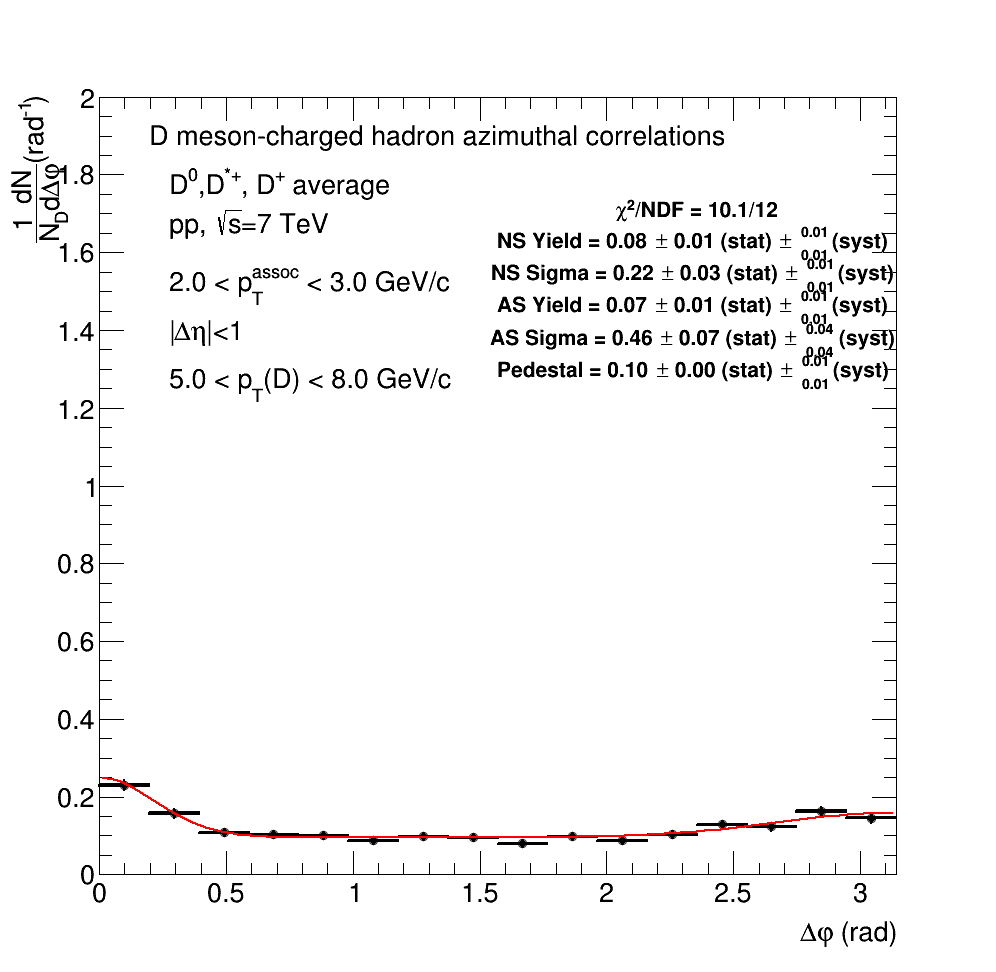 D meson-charged hadron azimuthal correlations
D⁰,D*⁺, D⁺ average
pp, √s=7 TeV
2.0 < p_T^assoc < 3.0 GeV/c
|Δη|<1
5.0 < p_T(D) < 8.0 GeV/c
χ²/NDF = 10.1/12
NS Yield = 0.08 ± 0.01 (stat) ± 0.01 0.01 (syst)
NS Sigma = 0.22 ± 0.03 (stat) ± 0.01 0.01 (syst)
AS Yield = 0.07 ± 0.01 (stat) ± 0.01 0.01 (syst)
AS Sigma = 0.46 ± 0.07 (stat) ± 0.04 0.04 (syst)
Pedestal = 0.10 ± 0.00 (stat) ± 0.01 0.01 (syst)
1 dN
N_D dΔφ (rad⁻¹)
2
1.8
1.6
1.4
1.2
1
0.8
0.6
0.4
0.2
0
0 0.5 1 1.5 2 2.5 3
Δφ (rad)